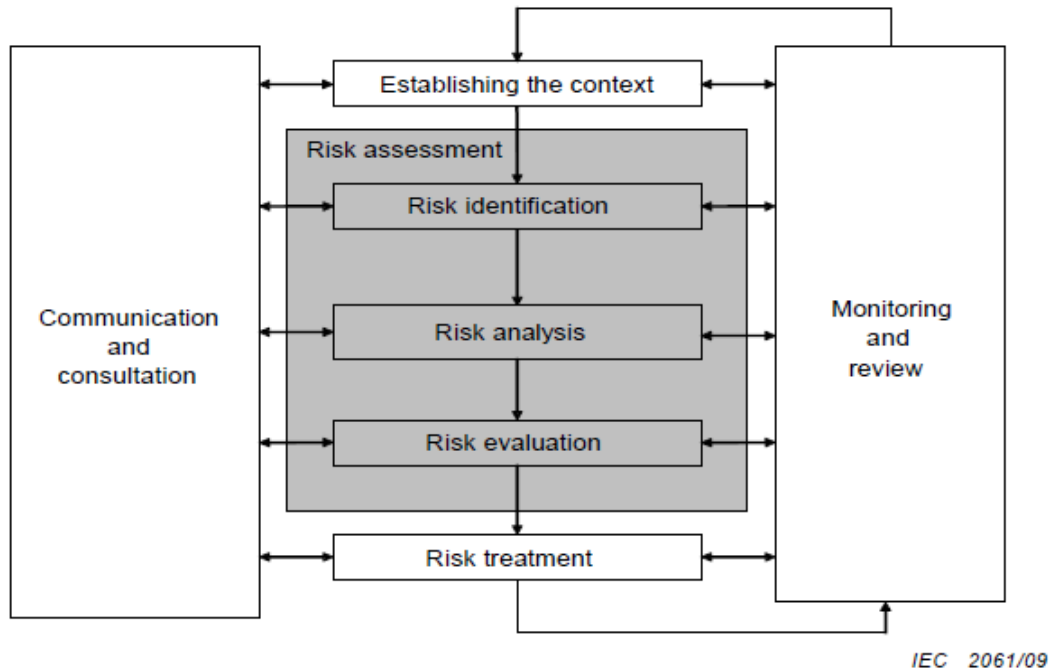 Establishing the context
Risk assessment
Risk identification
Communication
and
consultation
Risk analysis
Monitoring
and
review
Risk evaluation
Risk treatment
IEC 2061/09